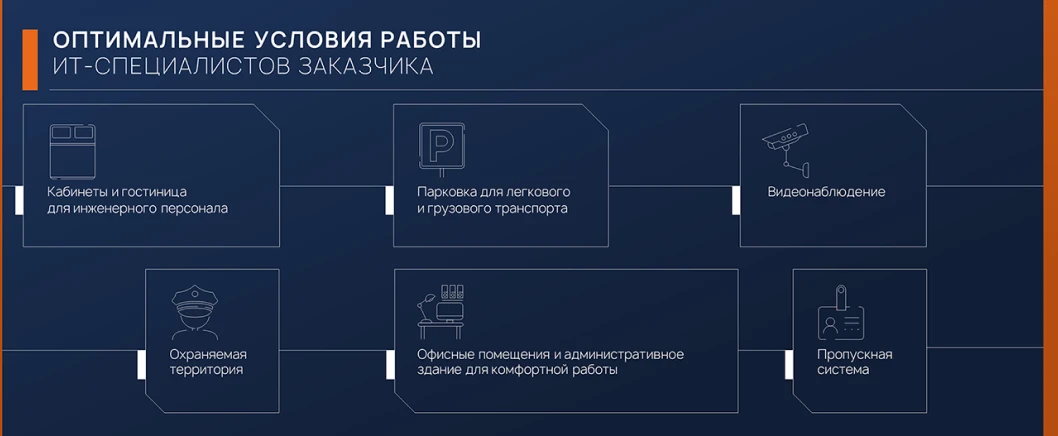 ОПТИМАЛЬНЫЕ УСЛОВИЯ РАБОТЫ
ИТ-СПЕЦИАЛИСТОВ ЗАКАЗЧИКА
Кабинеты и гостиница
для инженерного персонала
P
Парковка для легкового
и грузового транспорта
Видеонаблюдение
Охраняемая
территория
Офисные помещения и административное
здание для комфортной работы
Пропускная
система